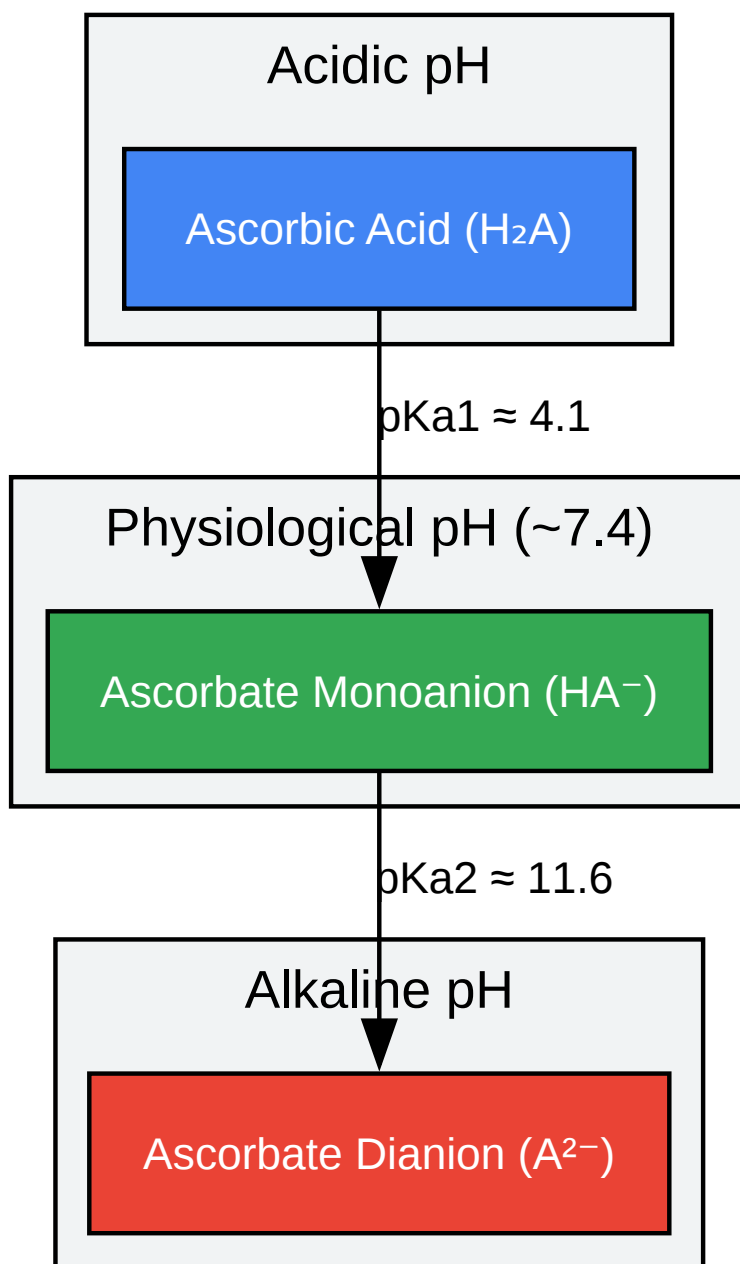 Acidic pH
Ascorbic Acid (H₂A)
pKa1 ≈ 4.1
Physiological pH (~7.4)
Ascorbate Monoanion (HA⁻)
pKa2 ≈ 11.6
Alkaline pH
Ascorbate Dianion (A²⁻)